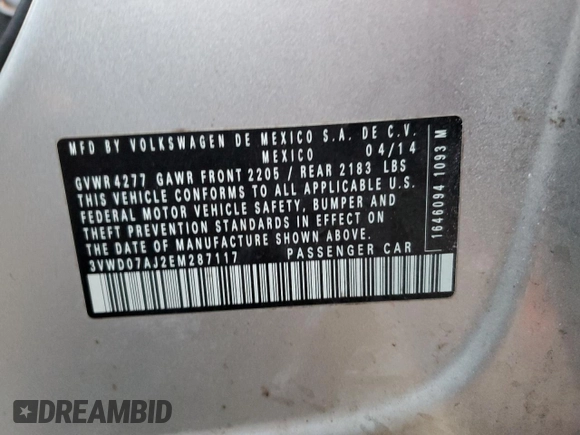 MFD BY VOLKSWAGEN DE MEXICO S.A. DE C.V.
MEXICO 04/14
GVWR 4277 GAWR FRONT 2205 / REAR 2183 LBS
THIS VEHICLE CONFORMS TO ALL APPLICABLE U.S.
FEDERAL MOTOR VEHICLE SAFETY, BUMPER AND
THEFT PREVENTION STANDARDS IN EFFECT ON
THE DATE OF MANUFACTURE SHOWN ABOVE.
3VWD07AJ2EM287117 PASSENGER CAR
1646094 1093 M
DREAMBID